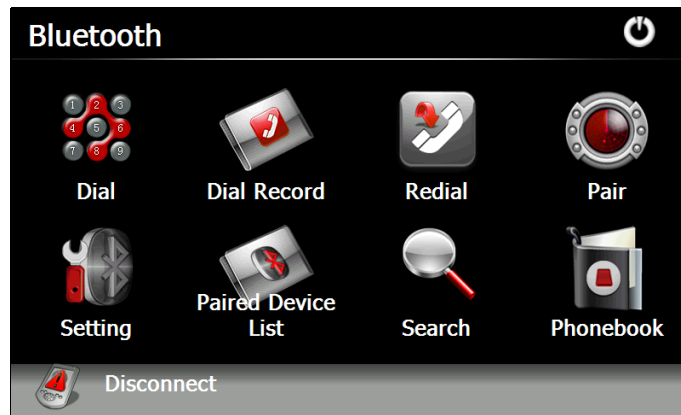 Bluetooth
1 2 3
4 5 6
7 8 9
Dial
Dial Record
Redial
Pair
Setting
Paired Device
List
Search
Phonebook
Disconnect